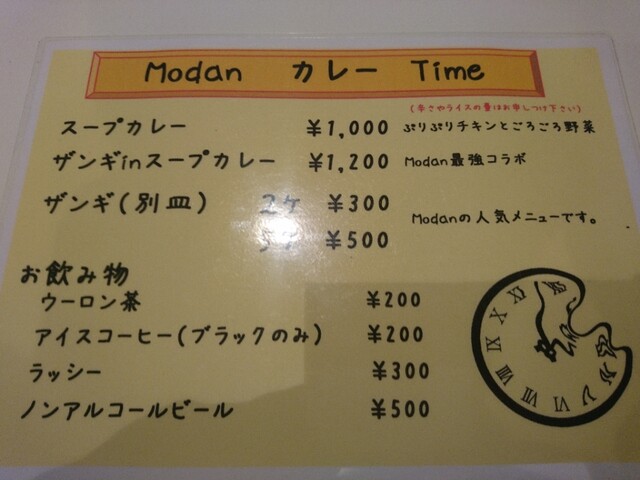 Modan カレー Time
(辛さやライスの量はお申しつけ下さい)
スープカレー ¥1,000 ぷりぷりチキンとごろごろ野菜
ザンギinスープカレー ¥1,200 Modan最強コラボ
ザンギ(別皿) 2ケ ¥300
Modanの人気メニューです。
¥500
お飲み物
ウーロン茶 ¥200
アイスコーヒー(ブラックのみ) ¥200
ラッシー ¥300
ノンアルコールビール ¥500
XI
X
IX
VIII
VII
VI